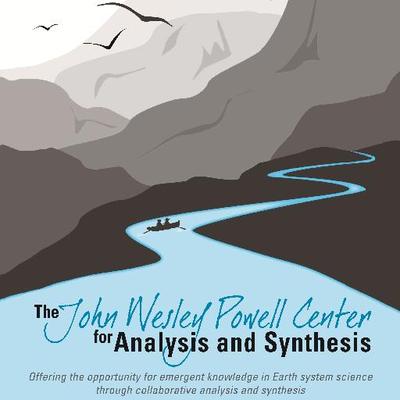 The John Wesley Powell Center
for Analysis and Synthesis
Offering the opportunity for emergent knowledge in Earth system science
through collaborative analysis and synthesis